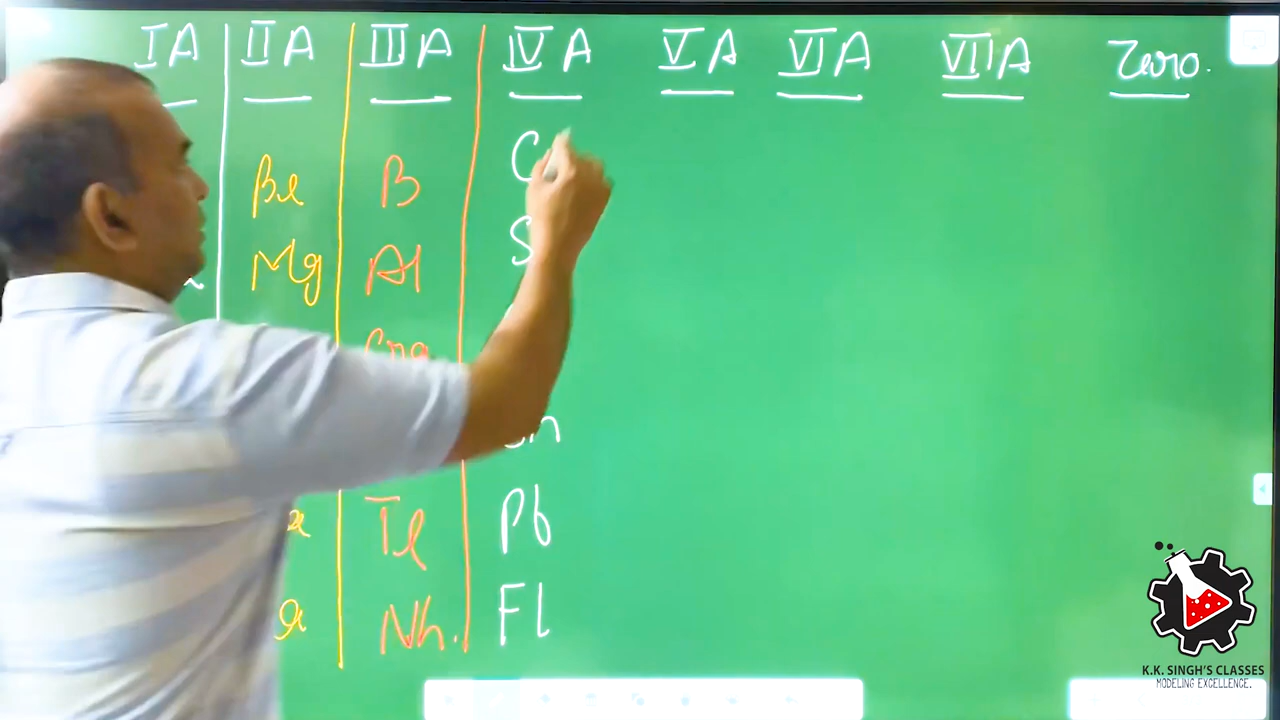 IA IIA IIIA IVA VA VIA VIIA Zero.
Be B C
Mg Al S
Sn
Tl Pb
Nh. Fl
K.K. SINGH'S CLASSES
MODELING EXCELLENCE.